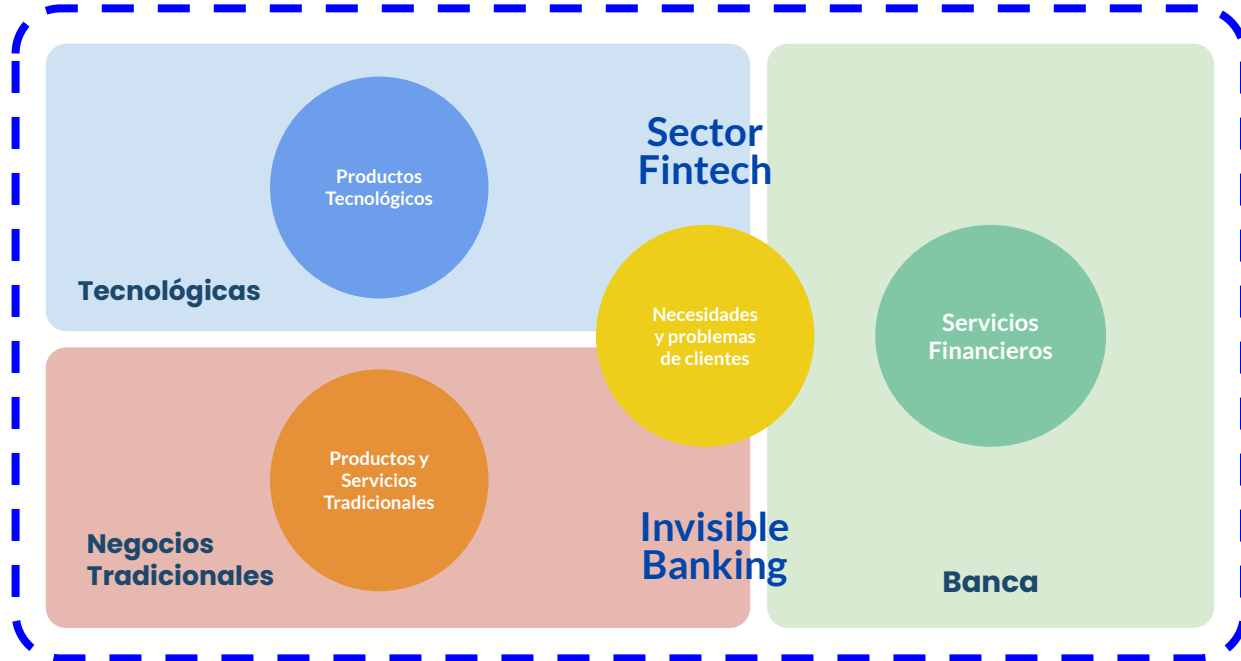 Productos
Tecnológicos
Tecnológicas
Sector
Fintech
Necesidades
y problemas
de clientes
Servicios
Financieros
Productos y
Servicios
Tradicionales
Negocios
Tradicionales
Invisible
Banking
Banca